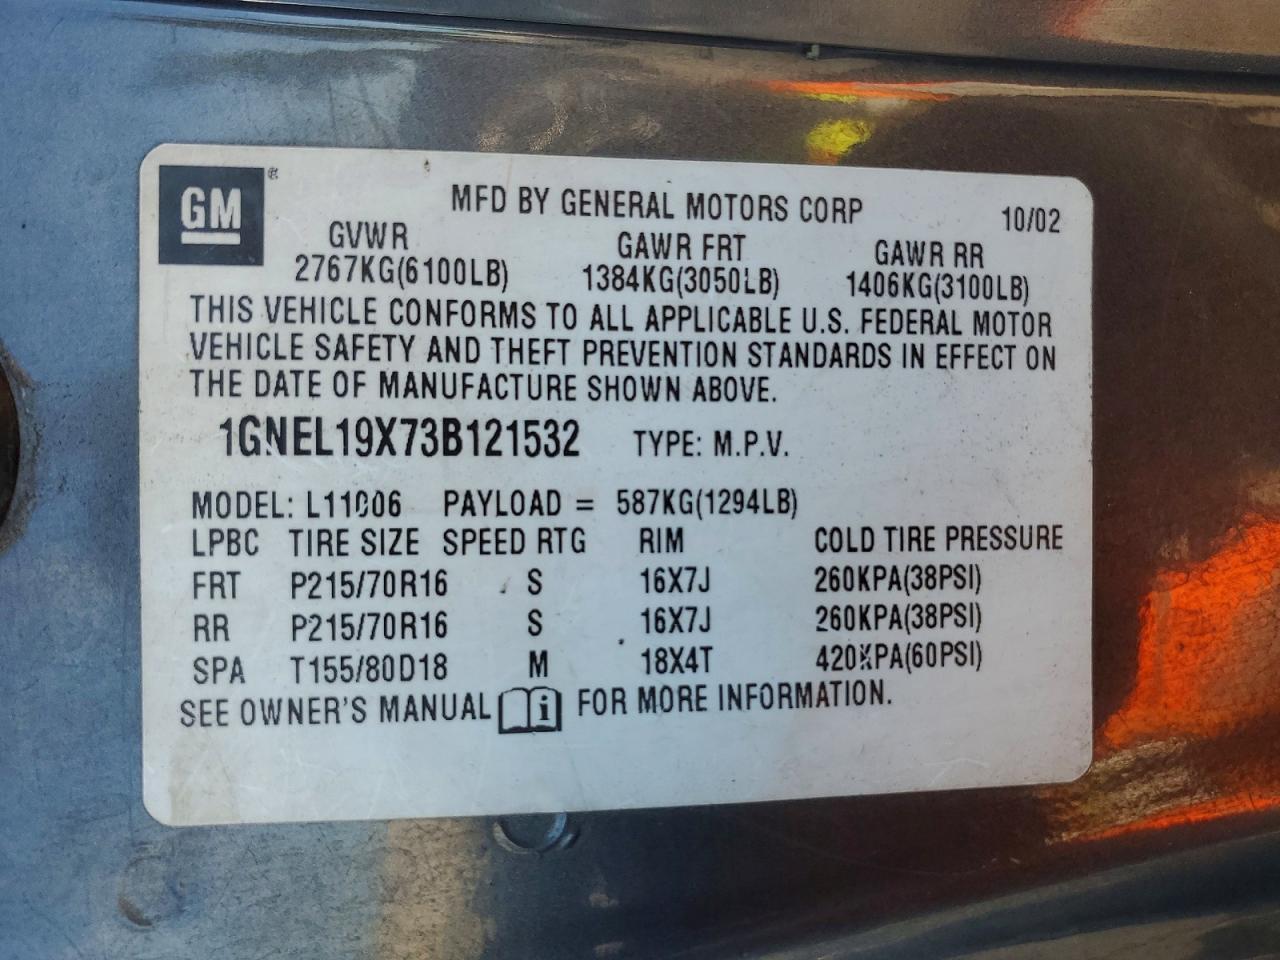 GM®
MFD BY GENERAL MOTORS CORP 10/02
GVWR GAWR FRT GAWR RR
2767KG(6100LB) 1384KG(3050LB) 1406KG(3100LB)
THIS VEHICLE CONFORMS TO ALL APPLICABLE U.S. FEDERAL MOTOR
VEHICLE SAFETY AND THEFT PREVENTION STANDARDS IN EFFECT ON
THE DATE OF MANUFACTURE SHOWN ABOVE.
1GNEL19X73B121532 TYPE: M.P.V.
MODEL: L11006 PAYLOAD = 587KG(1294LB)
LPBC TIRE SIZE SPEED RTG RIM COLD TIRE PRESSURE
FRT P215/70R16 S 16X7J 260KPA(38PSI)
RR P215/70R16 S 16X7J 260KPA(38PSI)
SPA T155/80D18 M 18X4T 420KPA(60PSI)
SEE OWNER'S MANUAL i FOR MORE INFORMATION.